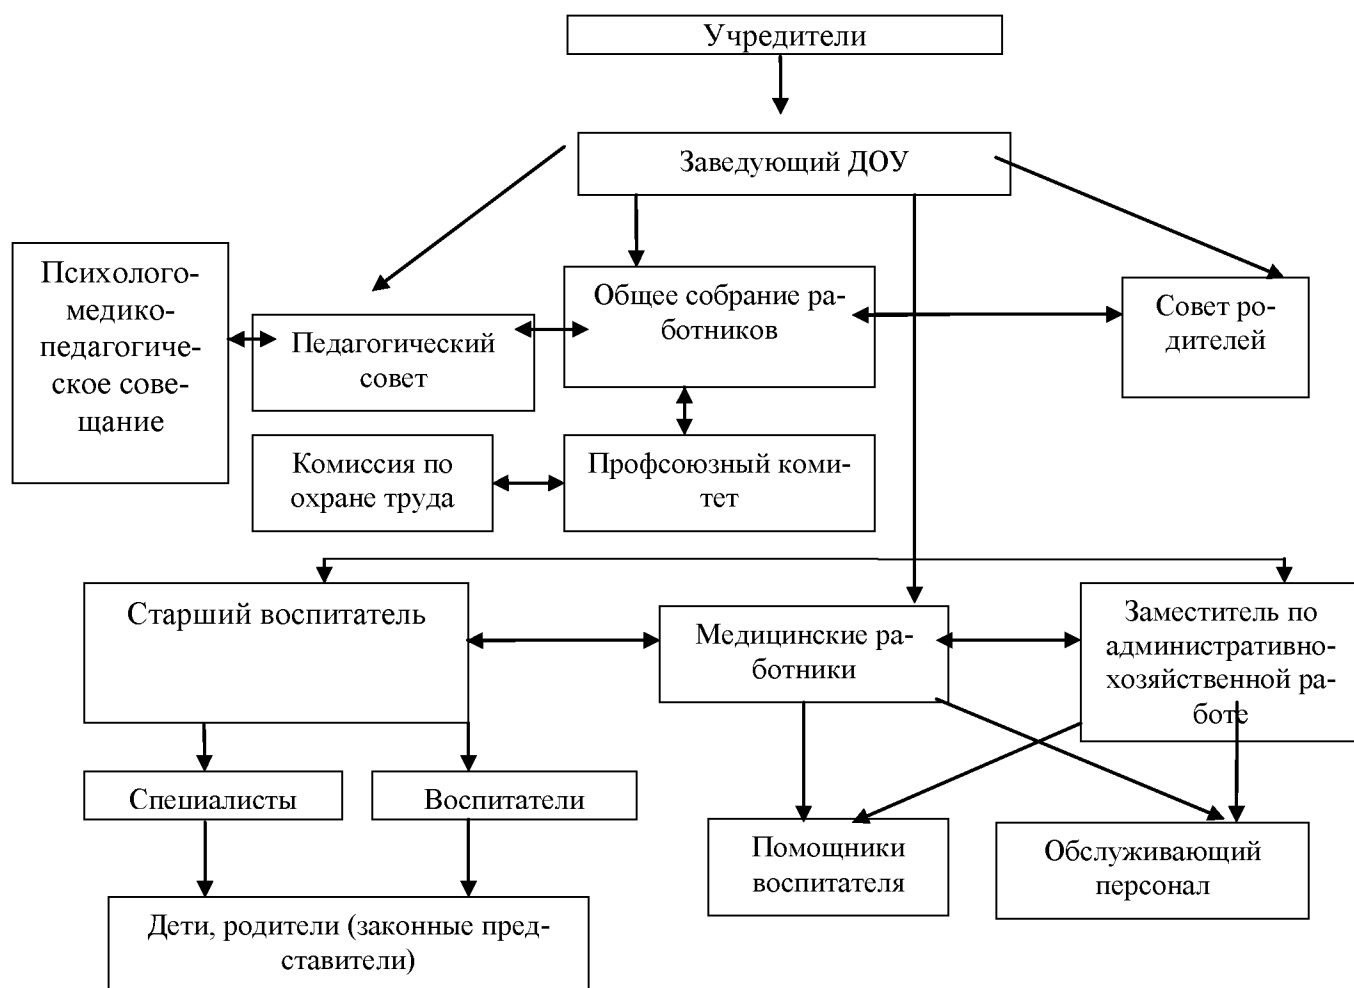 Учредители
Заведующий ДОУ
Психолого-
медико-
педагогиче-
ское сове-
щание
Педагогический
совет
Общее собрание ра-
ботников
Совет ро-
дителей
Комиссия по
охране труда
Профсоюзный коми-
тет
Старший воспитатель
Медицинские ра-
ботники
Заместитель по
административно-
хозяйственной ра-
боте
Специалисты
Воспитатели
Помощники
воспитателя
Обслуживающий
персонал
Дети, родители (законные пред-
ставители)